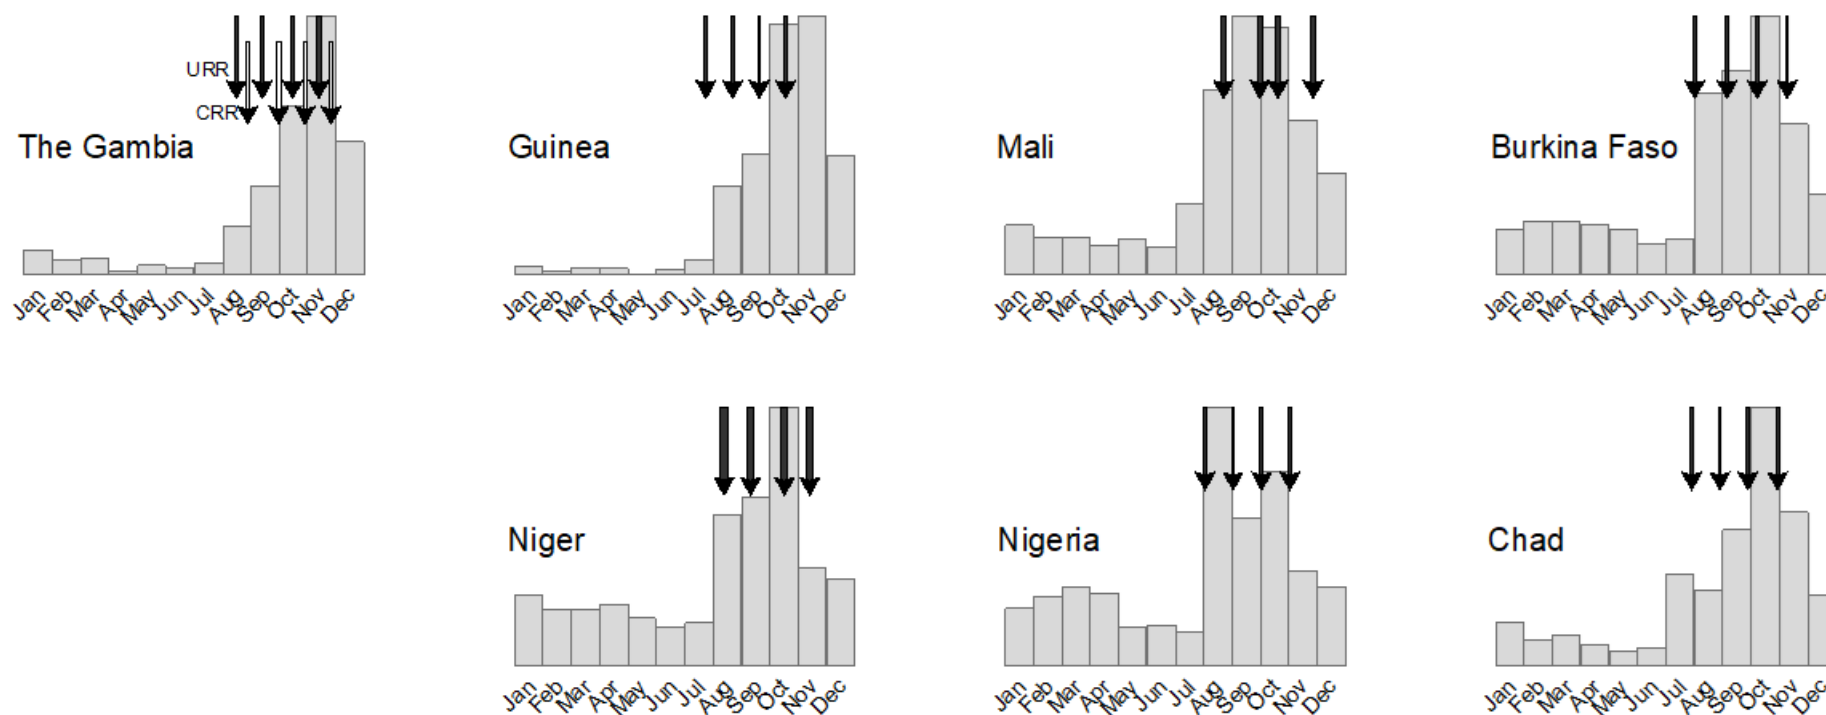 URR
CRR
The Gambia
Guinea
Mali
Burkina Faso
Jan Feb Mar Apr May Jun Jul Aug Sep Oct Nov Dec
Jan Feb Mar Apr May Jun Jul Aug Sep Oct Nov Dec
Jan Feb Mar Apr May Jun Jul Aug Sep Oct Nov Dec
Jan Feb Mar Apr May Jun Jul Aug Sep Oct Nov Dec
Niger
Nigeria
Chad
Jan Feb Mar Apr May Jun Jul Aug Sep Oct Nov Dec
Jan Feb Mar Apr May Jun Jul Aug Sep Oct Nov Dec
Jan Feb Mar Apr May Jun Jul Aug Sep Oct Nov Dec